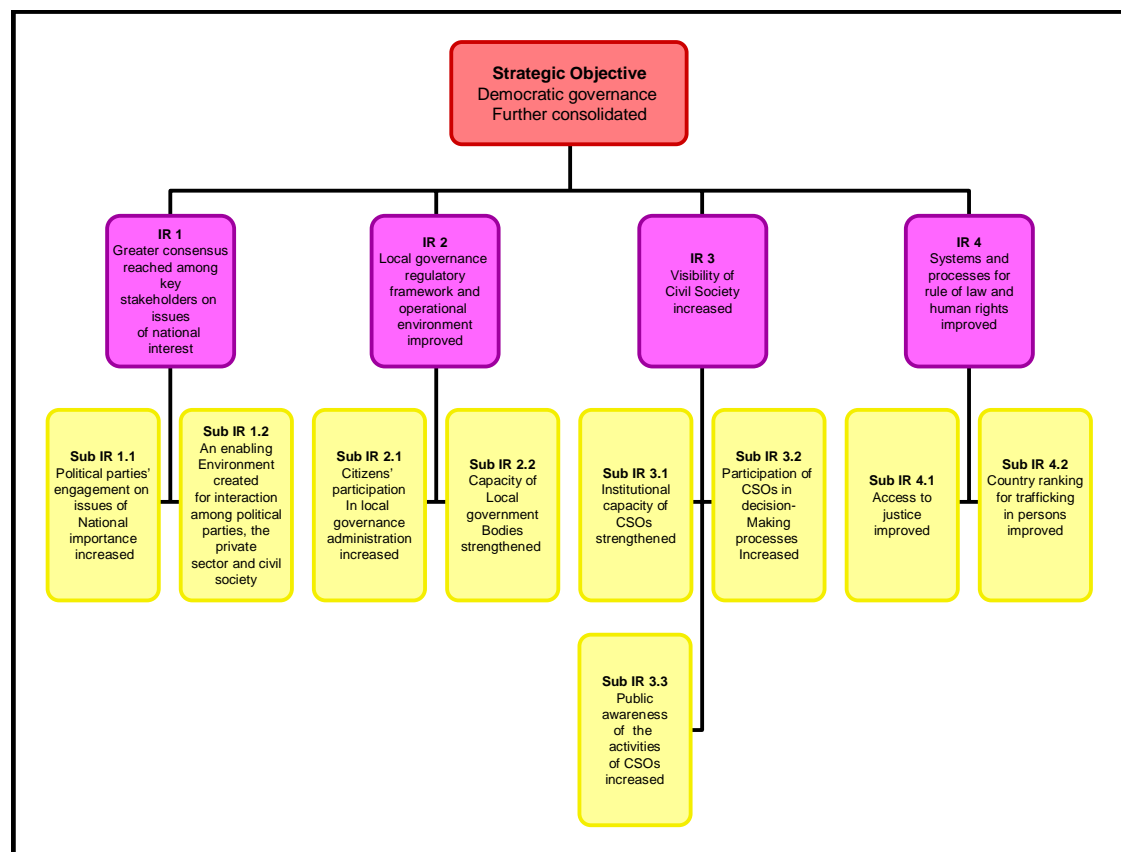 Strategic Objective
Democratic governance
Further consolidated
IR 1
Greater consensus
reached among
key
stakeholders on
issues
of national
interest
IR 2
Local governance
regulatory
framework and
operational
environment
improved
IR 3
Visibility of
Civil Society
increased
IR 4
Systems and
processes for
rule of law and
human rights
improved
Sub IR 1.1
Political parties’
engagement on
issues of
National
importance
increased
Sub IR 1.2
An enabling
Environment
created
for interaction
among political
parties, the
private
sector and civil
society
Sub IR 2.1
Citizens’
participation
In local
governance
administration
increased
Sub IR 2.2
Capacity of
Local
government
Bodies
strengthened
Sub IR 3.1
Institutional
capacity of
CSOs
strengthened
Sub IR 3.2
Participation of
CSOs in
decision-
Making
processes
Increased
Sub IR 4.1
Access to
justice
improved
Sub IR 4.2
Country ranking
for trafficking
in persons
improved
Sub IR 3.3
Public
awareness
of the
activities
of CSOs
increased